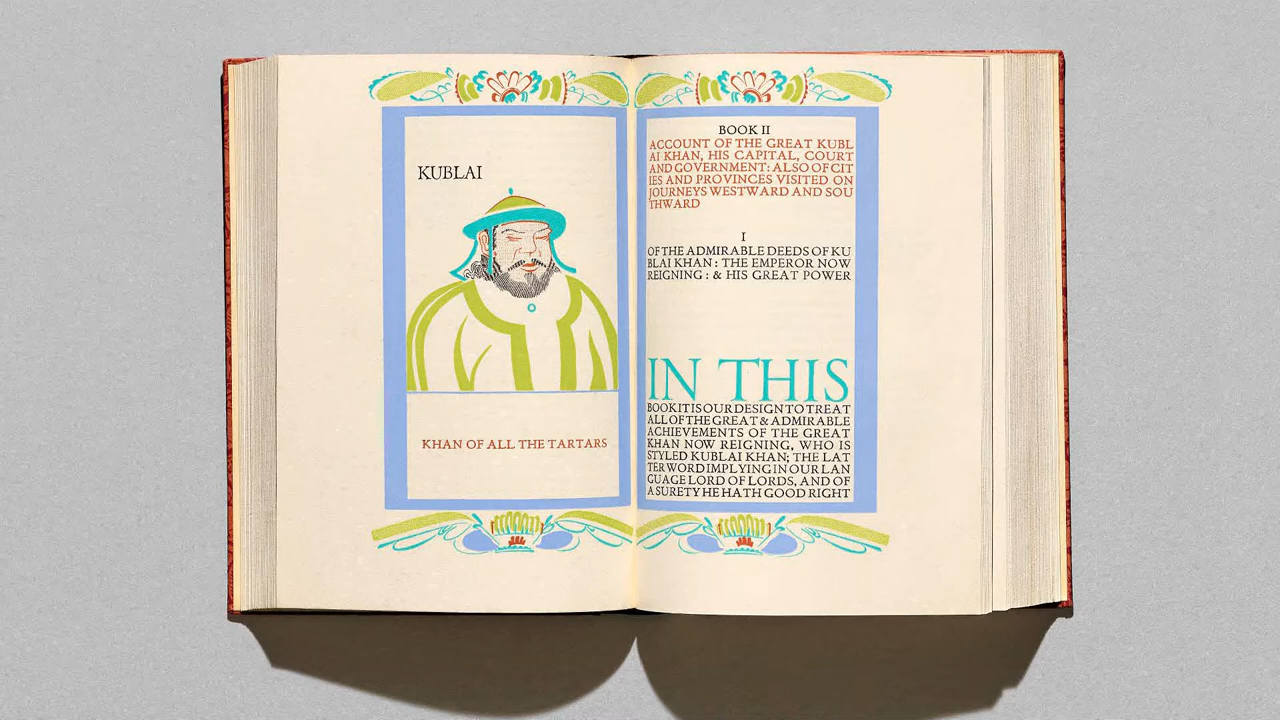 KUBLAI
KHAN OF ALL THE TARTARS
BOOK II
ACCOUNT OF THE GREAT KUBL
AI KHAN, HIS CAPITAL, COURT
AND GOVERNMENT: ALSO OF CIT
IES AND PROVINCES VISITED ON
JOURNEYS WESTWARD AND SOU
THWARD
I
OF THE ADMIRABLE DEEDS OF KU
BLAI KHAN : THE EMPEROR NOW
REIGNING : & HIS GREAT POWER
IN THIS
BOOK IT IS OUR DESIGN TO TREAT
ALL OF THE GREAT & ADMIRABLE
ACHIEVEMENTS OF THE GREAT
KHAN NOW REIGNING, WHO IS
STYLED KUBLAI KHAN; THE LAT
TER WORD IMPLYING IN OUR LAN
GUAGE LORD OF LORDS, AND OF
A SURETY HE HATH GOOD RIGHT